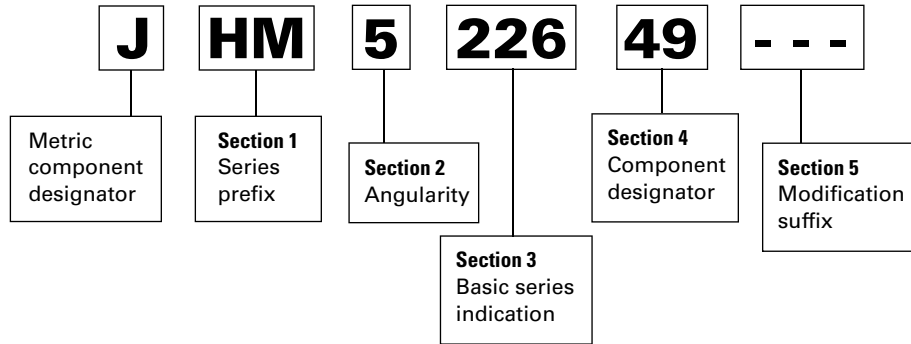 J HM 5 226 49 - - -
Metric
component
designator
Section 1
Series
prefix
Section 2
Angularity
Section 3
Basic series
indication
Section 4
Component
designator
Section 5
Modification
suffix